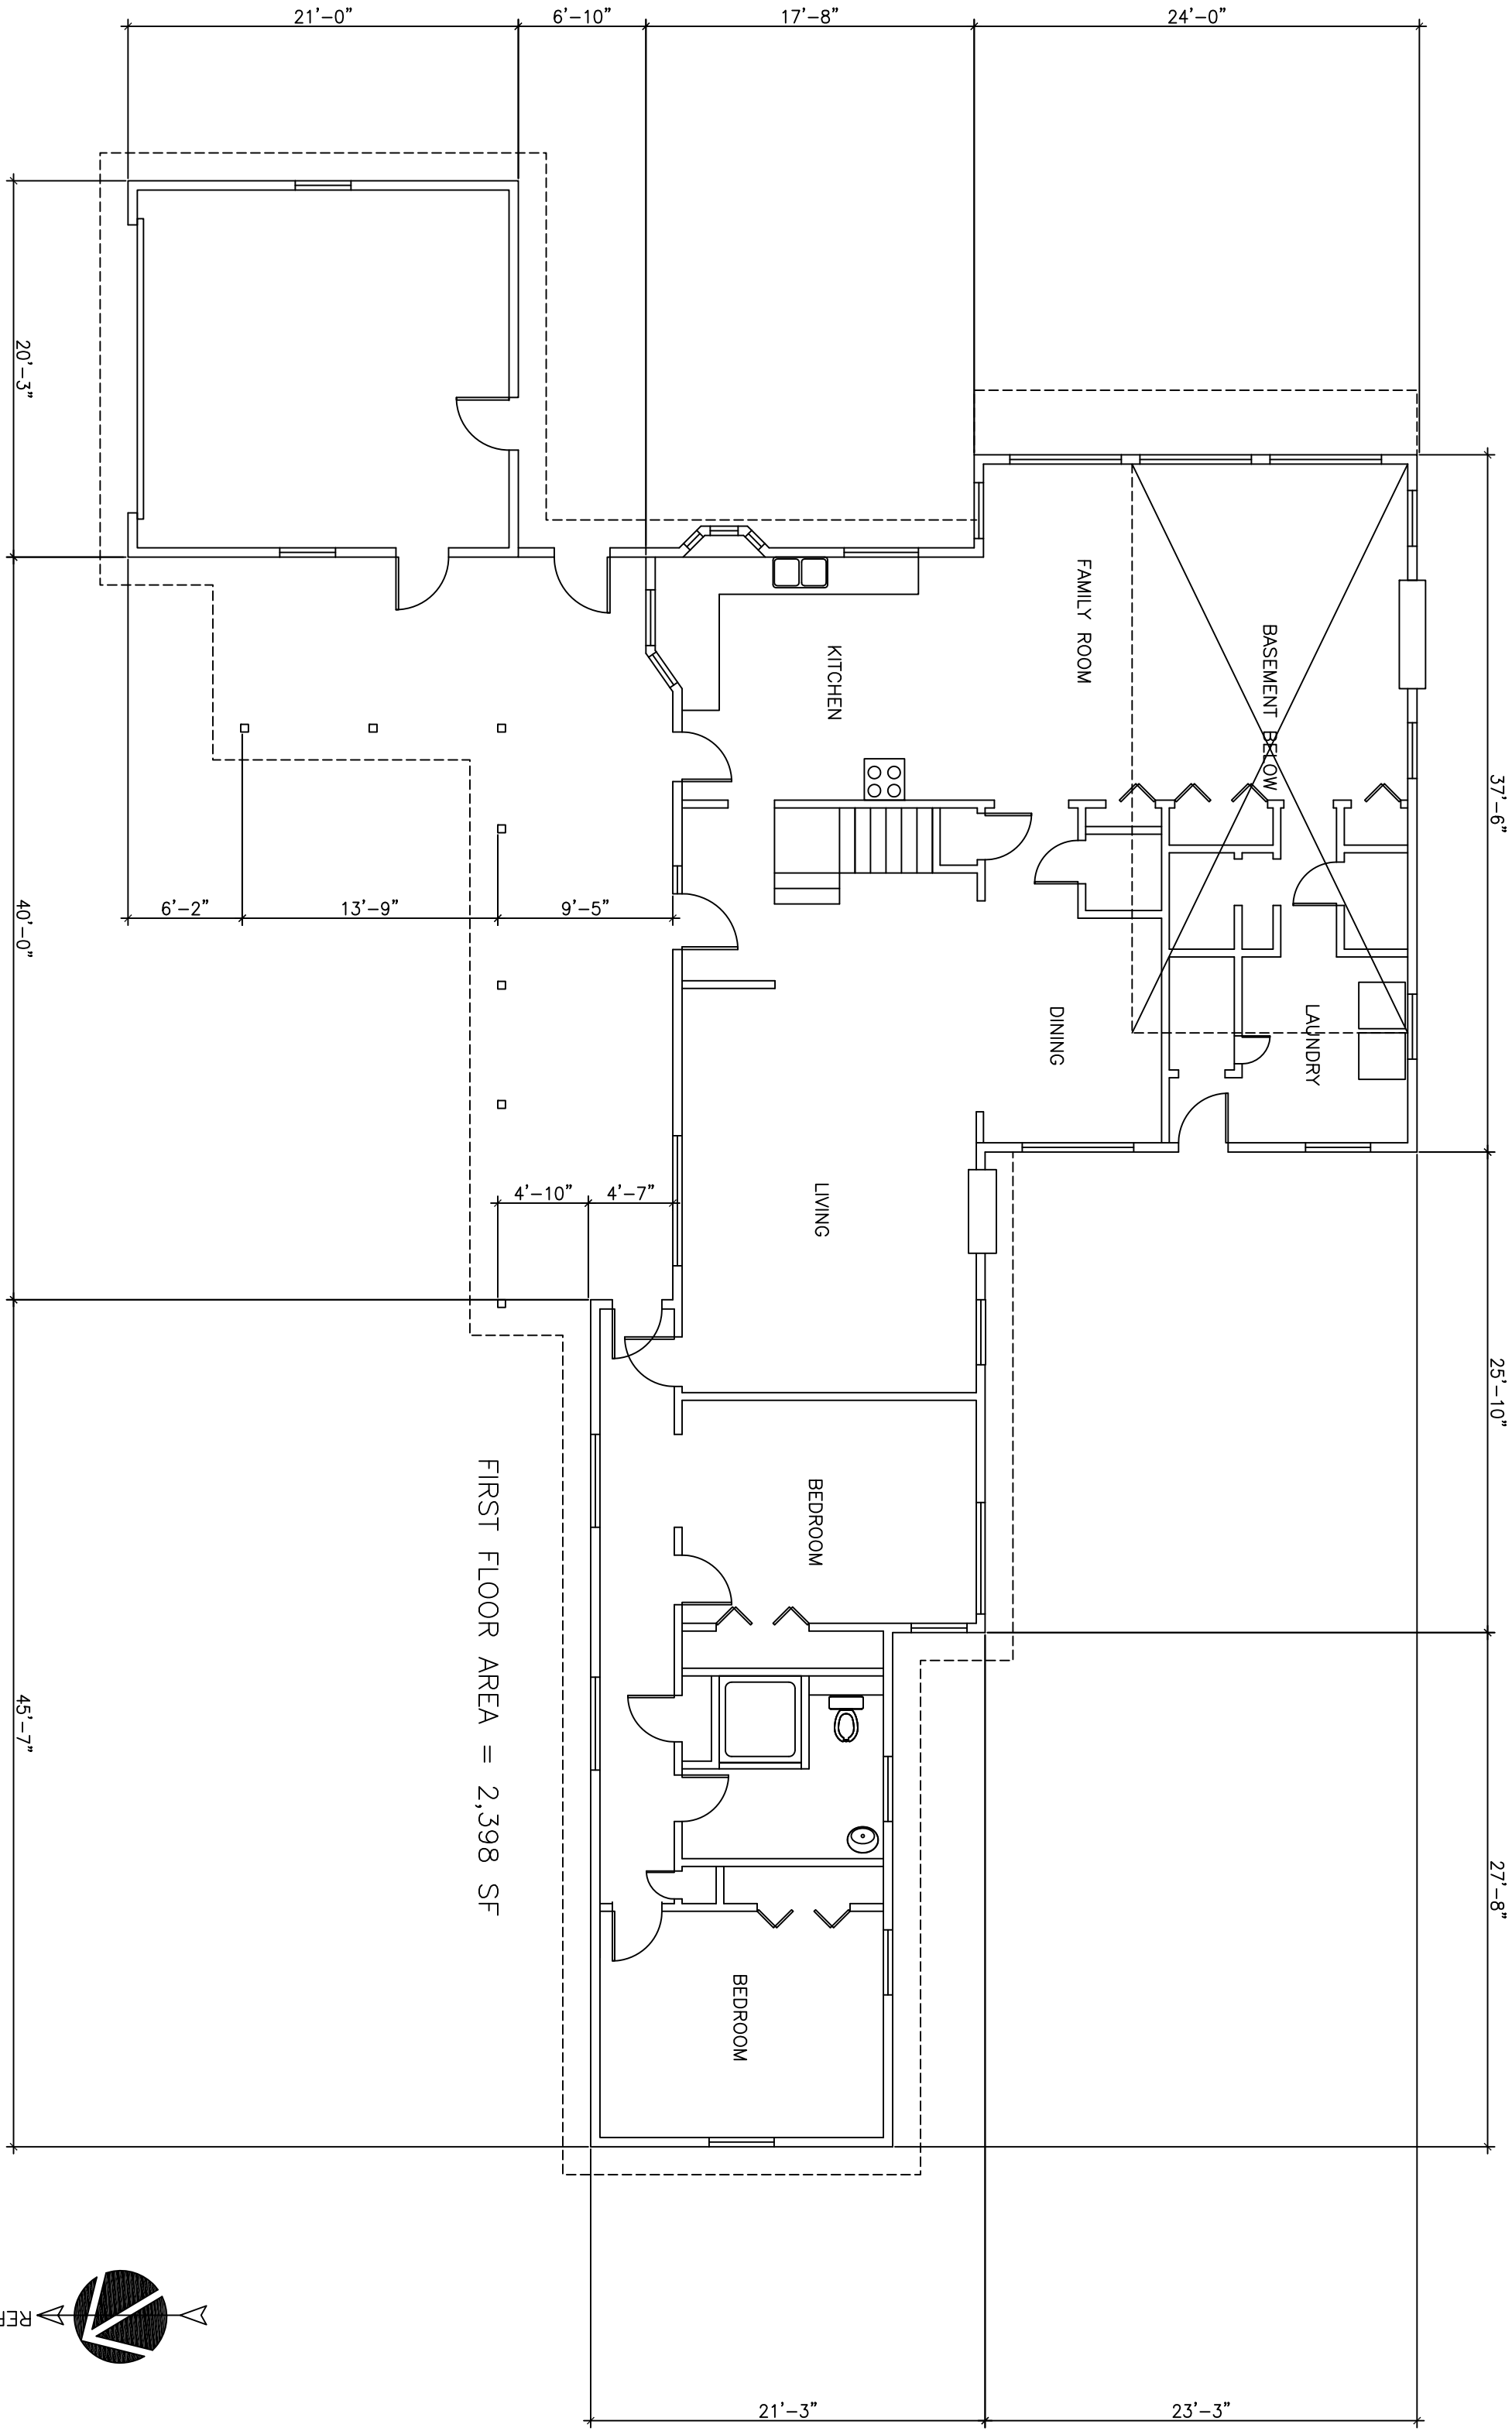 21'-0"
6'-10"
17'-8"
24'-0"
20'-3"
40'-0"
45'-7"
37'-6"
25'-10"
27'-8"
FAMILY ROOM
BASEMENT BELOW
KITCHEN
LAUNDRY
DINING
LIVING
6'-2"
13'-9"
9'-5"
4'-10"
4'-7"
BEDROOM
BEDROOM
FIRST FLOOR AREA = 2,398 SF
21'-3"
23'-3"